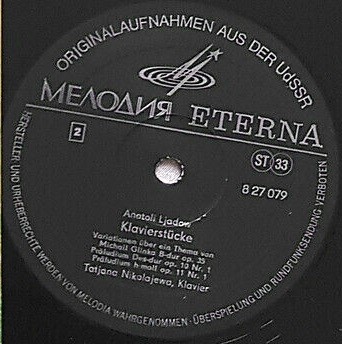 ORIGINALAUFNAHMEN AUS DER UdSSR
МЕЛОДИЯ ETERNA
2
ST 33
8 27 079
Anatoli Ljadow
Klavierstücke
Variationen über ein Thema von
Michail Glinka B-dur op. 35
Präludium Des-dur op. 10 Nr. 1
Präludium h-moll op. 11 Nr. 1
Tatjana Nikolajewa, Klavier
HERSTELLER- UND URHEBERRECHTE WERDEN VON MELODIA WAHRGENOMMEN · ÜBERSPIELUNG UND RUNDFUNKSENDUNG VERBOTEN